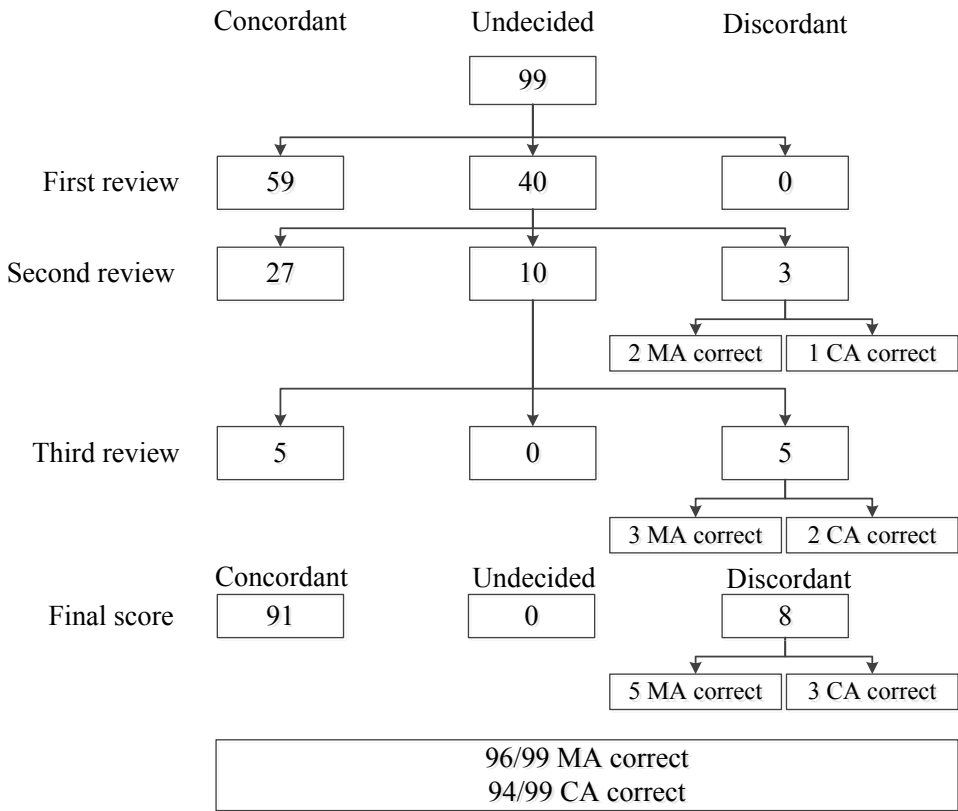 Concordant Undecided Discordant
99
First review 59 40 0
Second review 27 10 3
2 MA correct 1 CA correct
Third review 5 0 5
3 MA correct 2 CA correct
Concordant Undecided Discordant
Final score 91 0 8
5 MA correct 3 CA correct
96/99 MA correct
94/99 CA correct